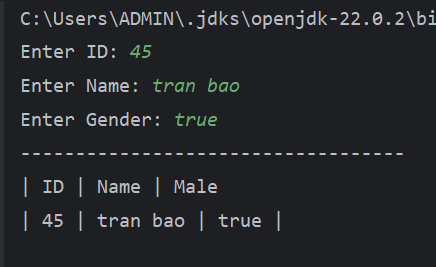 C:\Users\ADMIN\.jdks\openjdk-22.0.2\bi
Enter ID: 45
Enter Name: tran bao
Enter Gender: true
-----------------------------------
| ID | Name | Male
| 45 | tran bao | true |